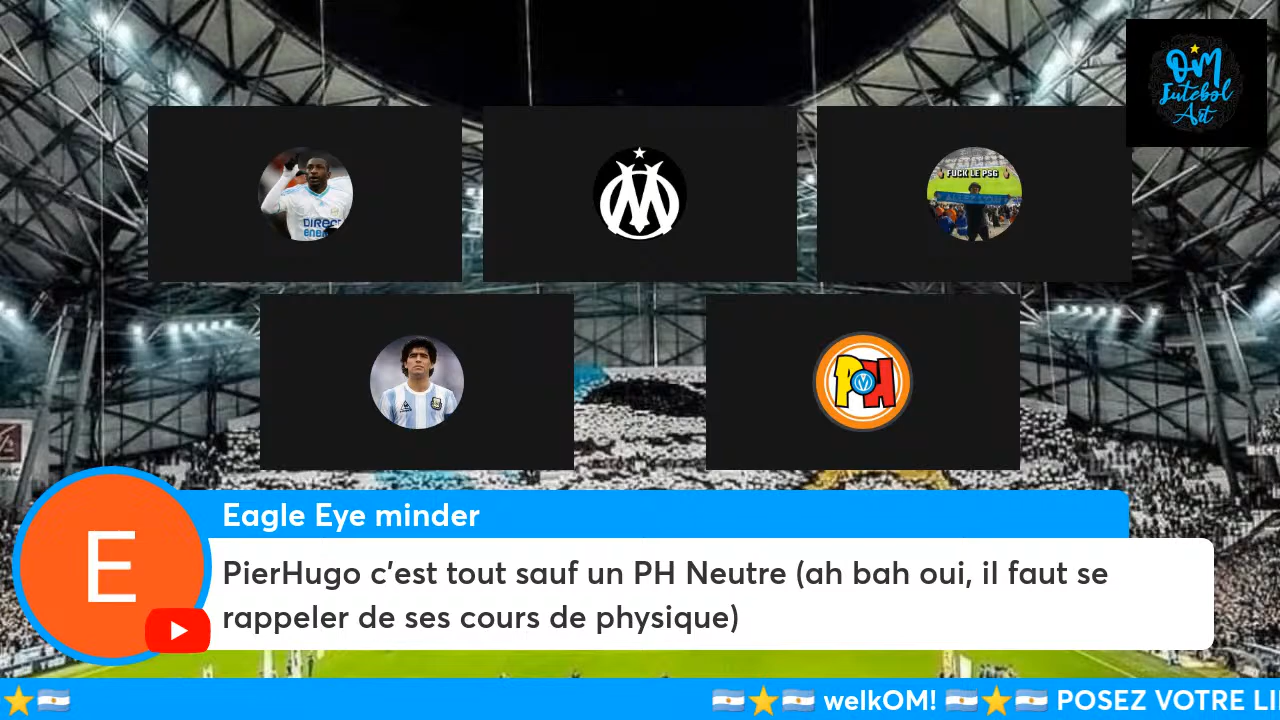 OM
Futebol
Art
FUCK LE PSG
DIRECT
ener
M
PH
Eagle Eye minder
E
PierHugo c'est tout sauf un PH Neutre (ah bah oui, il faut se
rappeler de ses cours de physique)
welkOM! POSEZ VOTRE LI